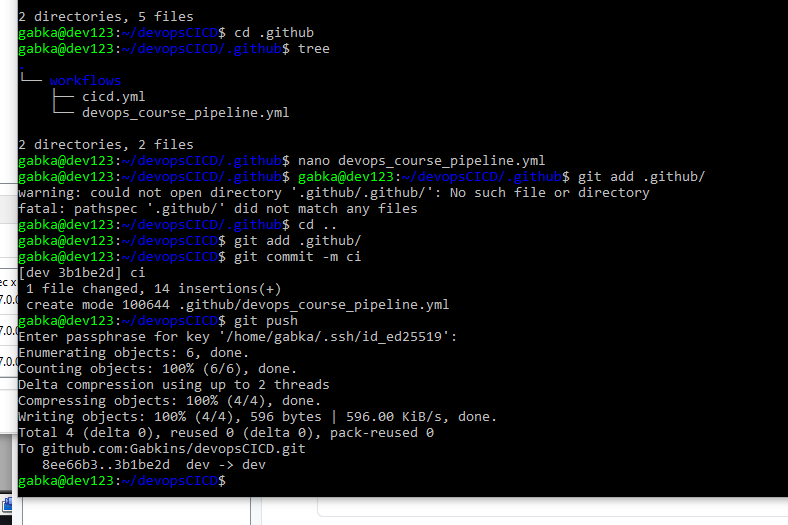 2 directories, 5 files
gabka@dev123:~/devopsCICD$ cd .github
gabka@dev123:~/devopsCICD/.github$ tree
.
└── workflows
    ├── cicd.yml
    └── devops_course_pipeline.yml
2 directories, 2 files
gabka@dev123:~/devopsCICD/.github$ nano devops_course_pipeline.yml
gabka@dev123:~/devopsCICD/.github$ gabka@dev123:~/devopsCICD/.github$ git add .github/
warning: could not open directory '.github/.github/': No such file or directory
fatal: pathspec '.github/' did not match any files
gabka@dev123:~/devopsCICD/.github$ cd ..
gabka@dev123:~/devopsCICD$ git add .github/
gabka@dev123:~/devopsCICD$ git commit -m ci
[dev 3b1be2d] ci
 1 file changed, 14 insertions(+)
 create mode 100644 .github/devops_course_pipeline.yml
gabka@dev123:~/devopsCICD$ git push
Enter passphrase for key '/home/gabka/.ssh/id_ed25519':
Enumerating objects: 6, done.
Counting objects: 100% (6/6), done.
Delta compression using up to 2 threads
Compressing objects: 100% (4/4), done.
Writing objects: 100% (4/4), 596 bytes | 596.00 KiB/s, done.
Total 4 (delta 0), reused 0 (delta 0), pack-reused 0
To github.com:Gabkins/devopsCICD.git
   8ee66b3..3b1be2d  dev -> dev
gabka@dev123:~/devopsCICD$